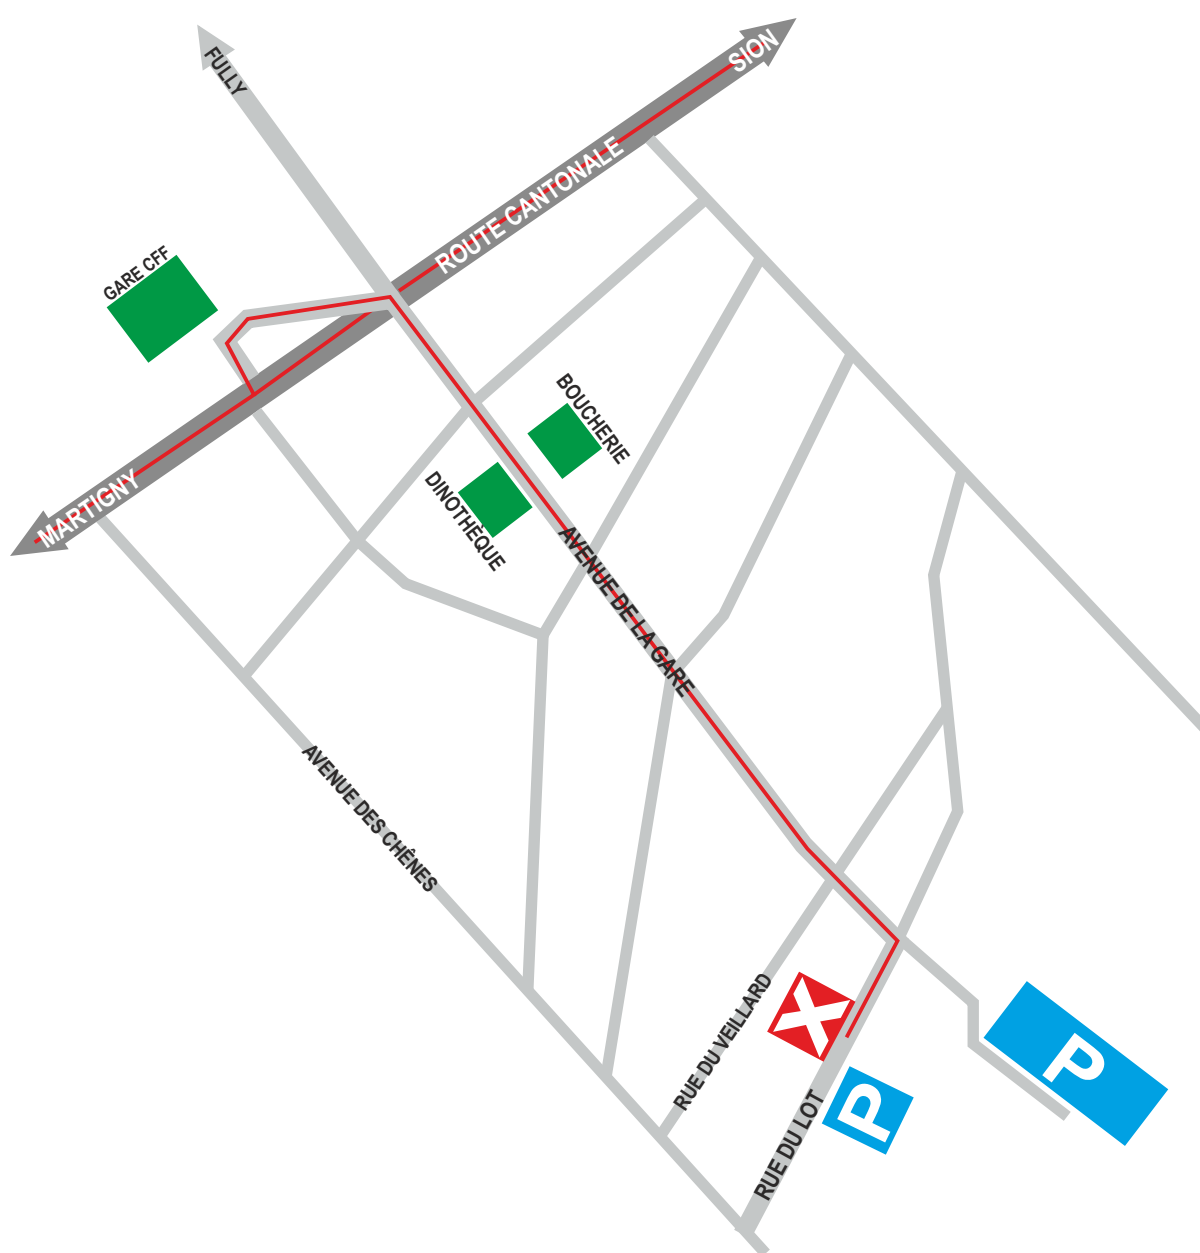 FULLY
SION
ROUTE CANTONALE
GARE CFF
MARTIGNY
BOUCHERIE
DINOTHÈQUE
AVENUE DE LA GARE
AVENUE DES CHÊNES
RUE DU VEILLARD
RUE DU LOT
P
P